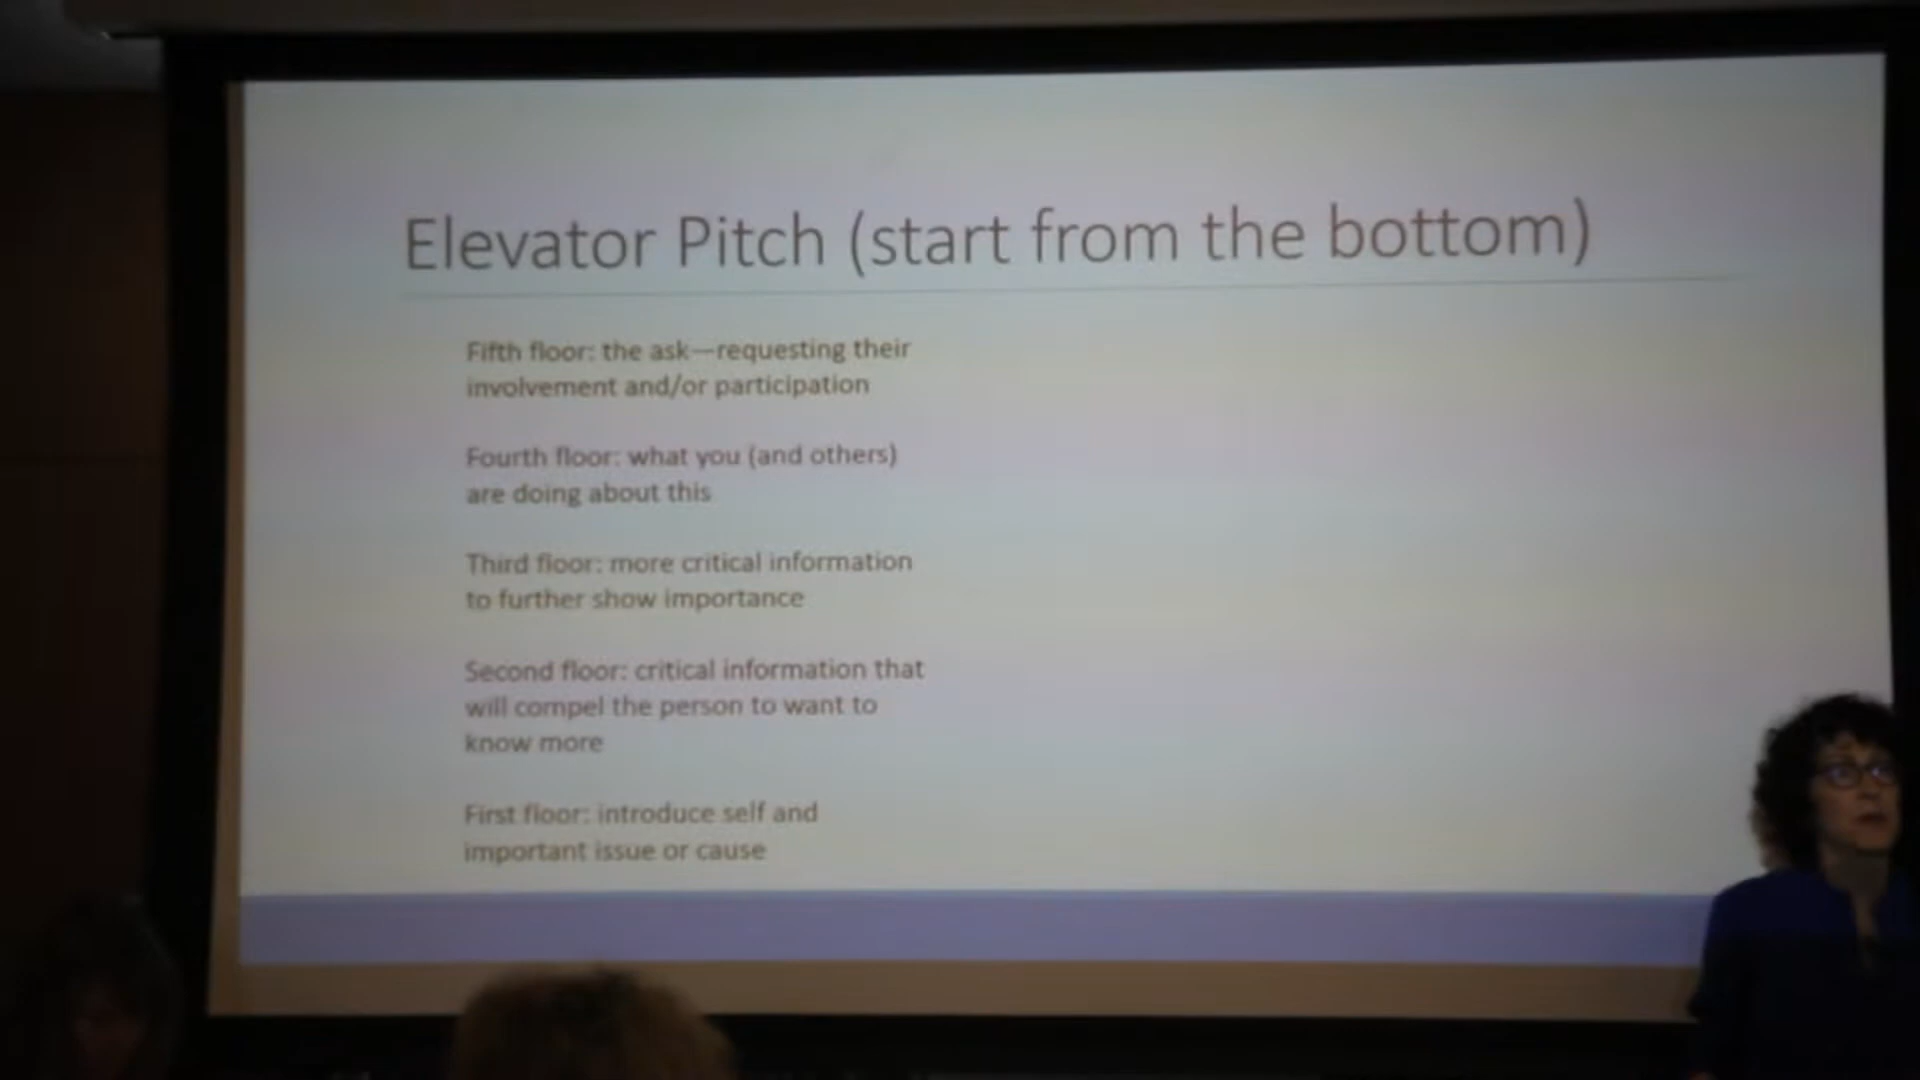 Elevator Pitch (start from the bottom)
Fifth floor: the ask—requesting their
involvement and/or participation
Fourth floor: what you (and others)
are doing about this
Third floor: more critical information
to further show importance
Second floor: critical information that
will compel the person to want to
know more
First floor: introduce self and
important issue or cause